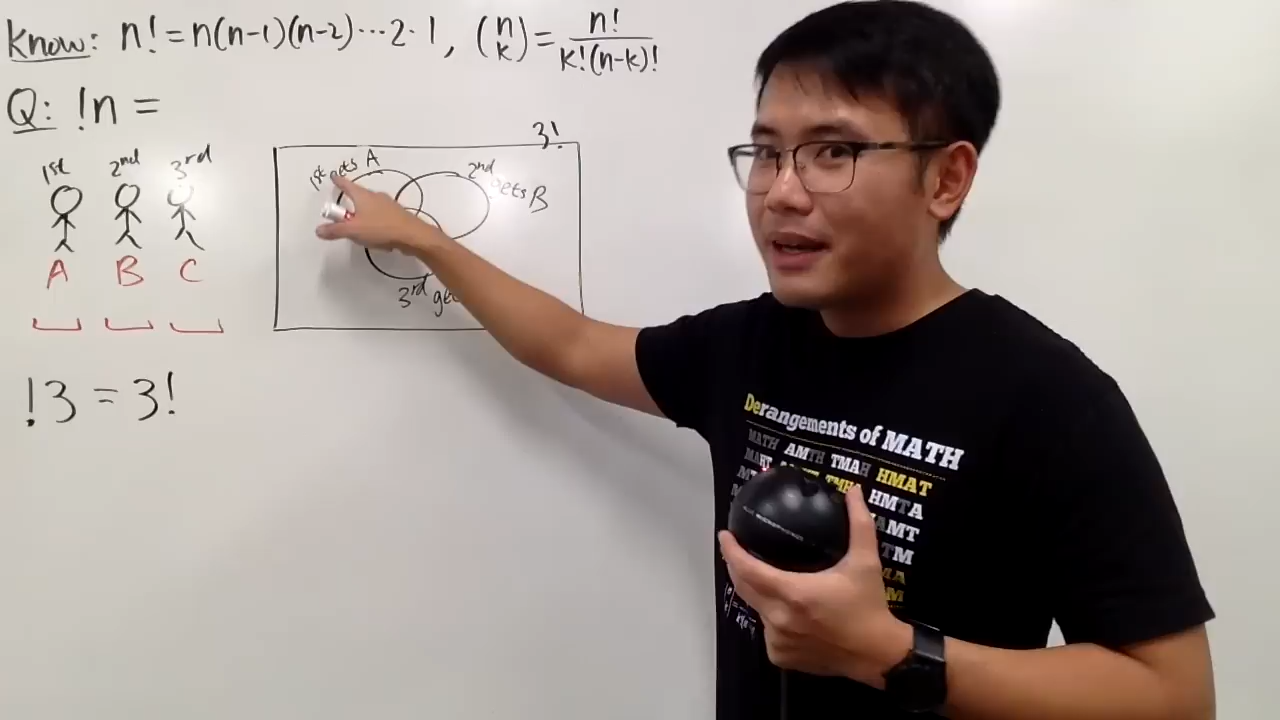 Know: n! = n(n-1)(n-2)···2·1, (n k) = n! / k!(n-k)!
Q: !n =
1st 2nd 3rd
A B C
3!
1st gets A
2nd gets B
3rd
!3 = 3!
Derangements of MATH
MATH AMTH TMAH HMAT
HMTA